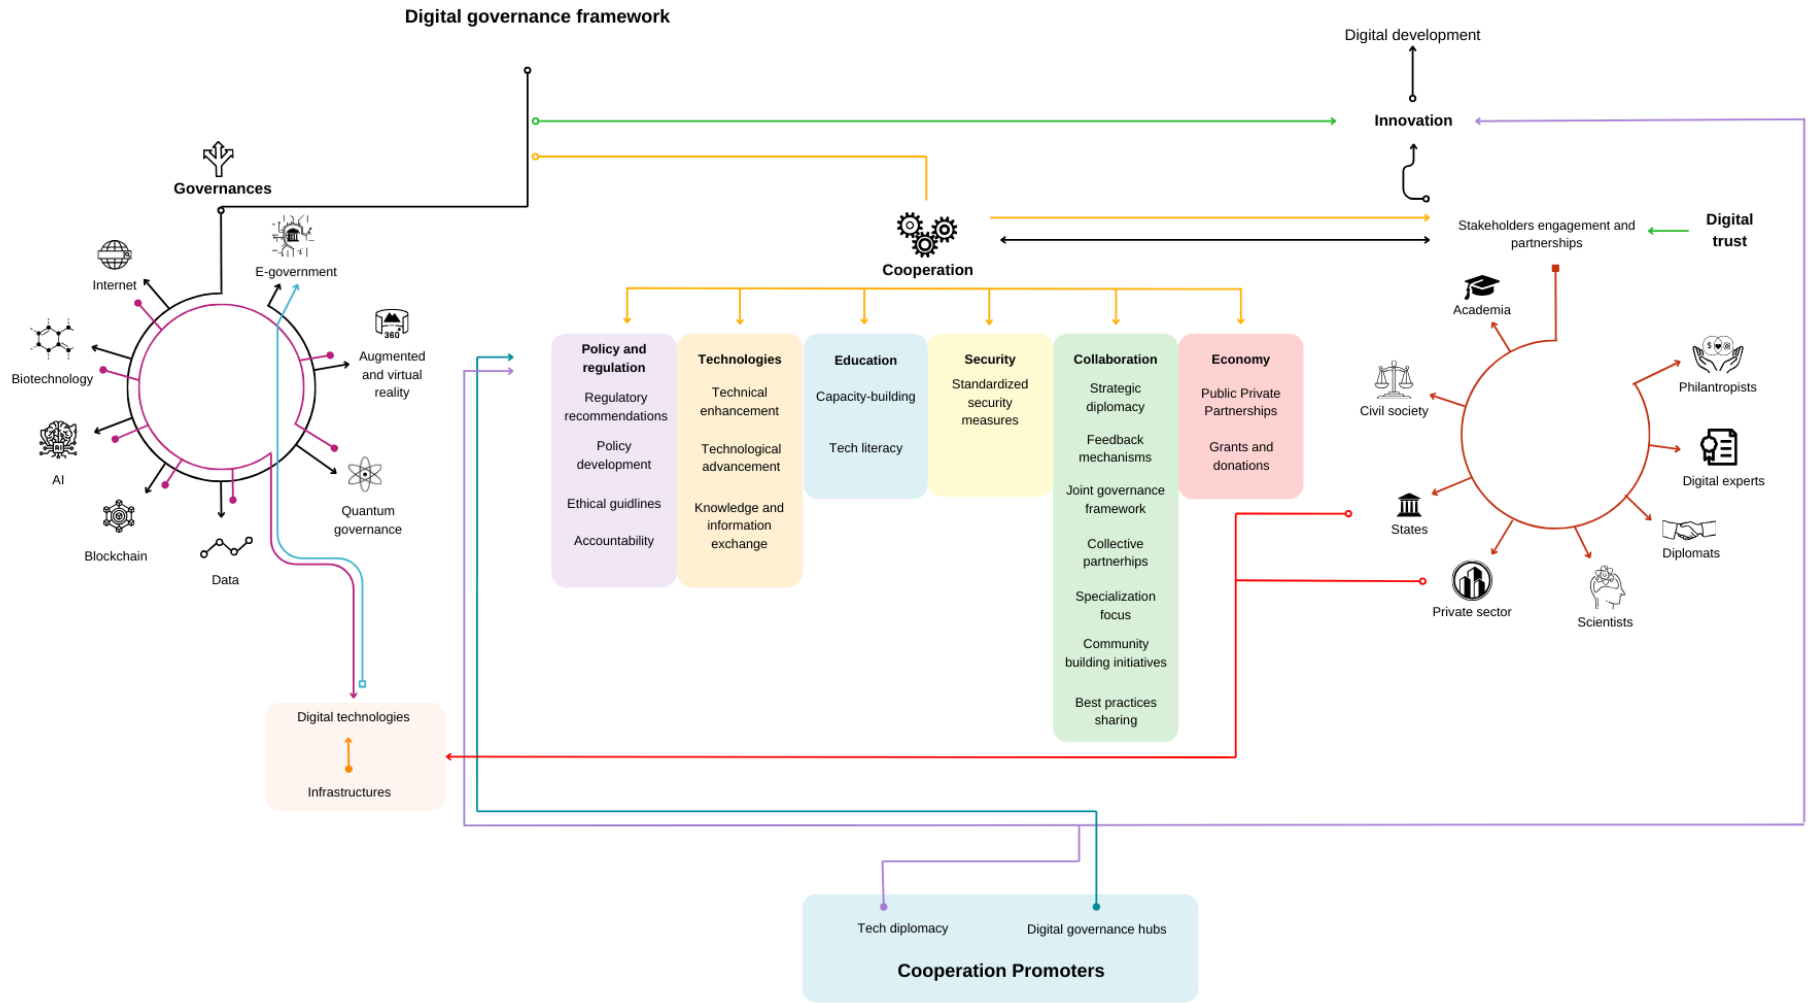 Digital governance framework
Digital development
Innovation
Governances
E-government
Internet
Biotechnology
AI
Blockchain
Data
Quantum
governance
Augmented
and virtual
reality
360
AI
Cooperation
Stakeholders engagement and
partnerships
Digital
trust
Policy and
regulation
Regulatory
recommendations
Policy
development
Ethical guidlines
Accountability
Technologies
Technical
enhancement
Technological
advancement
Knowledge and
information
exchange
Education
Capacity-building
Tech literacy
Security
Standardized
security
measures
Collaboration
Strategic
diplomacy
Feedback
mechanisms
Joint governance
framework
Collective
partnerhips
Specialization
focus
Community
building initiatives
Best practices
sharing
Economy
Public Private
Partnerships
Grants and
donations
Academia
Civil society
States
Private sector
Scientists
Diplomats
Digital experts
Philantropists
$
Digital technologies
Infrastructures
Tech diplomacy
Digital governance hubs
Cooperation Promoters